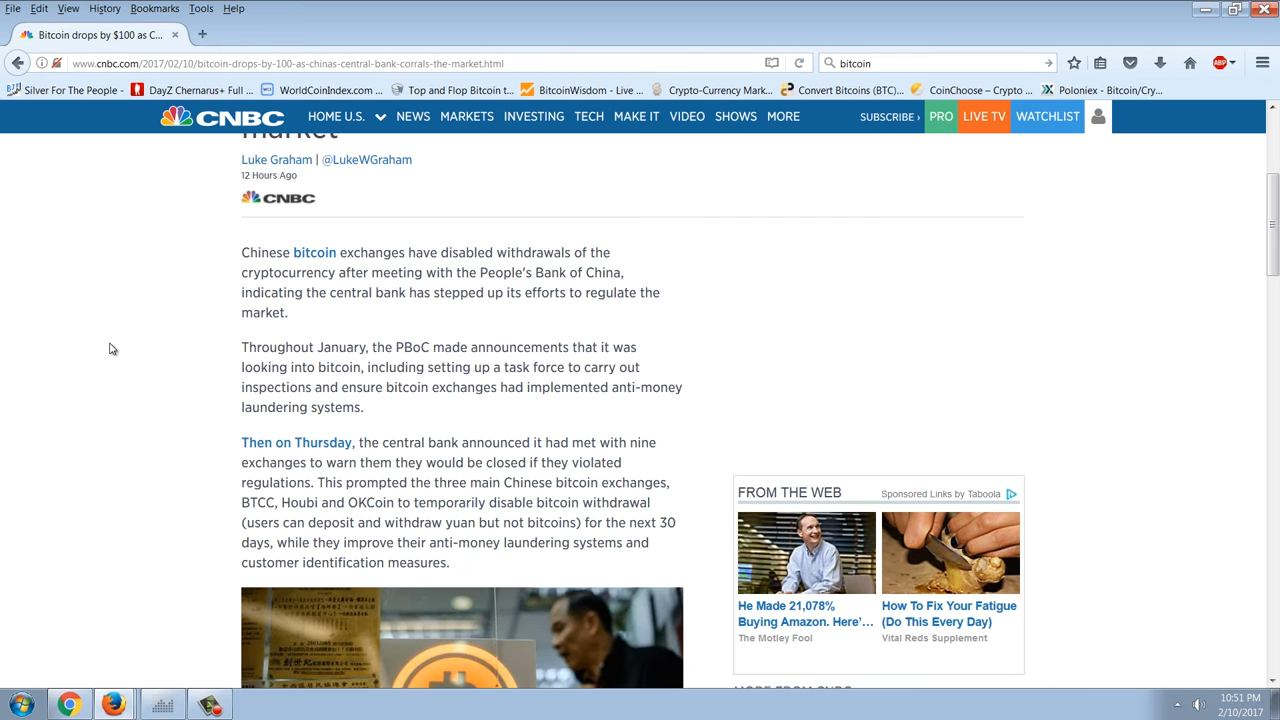 File Edit View History Bookmarks Tools Help
Bitcoin drops by $100 as C...
www.cnbc.com/2017/02/10/bitcoin-drops-by-100-as-chinas-central-bank-corrals-the-market.html
bitcoin
ABP
Silver For The People - ... DayZ Chernarus+ Full ... WorldCoinIndex.com ... Top and Flop Bitcoin t... BitcoinWisdom - Live ... Crypto-Currency Mark... Convert Bitcoins (BTC)... CoinChoose – Crypto ... Poloniex - Bitcoin/Cry...
CNBC HOME U.S. NEWS MARKETS INVESTING TECH MAKE IT VIDEO SHOWS MORE SUBSCRIBE › PRO LIVE TV WATCHLIST
market
Luke Graham | @LukeWGraham
12 Hours Ago
CNBC
Chinese bitcoin exchanges have disabled withdrawals of the
cryptocurrency after meeting with the People's Bank of China,
indicating the central bank has stepped up its efforts to regulate the
market.
Throughout January, the PBoC made announcements that it was
looking into bitcoin, including setting up a task force to carry out
inspections and ensure bitcoin exchanges had implemented anti-money
laundering systems.
Then on Thursday, the central bank announced it had met with nine
exchanges to warn them they would be closed if they violated
regulations. This prompted the three main Chinese bitcoin exchanges,
BTCC, Houbi and OKCoin to temporarily disable bitcoin withdrawal
(users can deposit and withdraw yuan but not bitcoins) for the next 30
days, while they improve their anti-money laundering systems and
customer identification measures.
FROM THE WEB
Sponsored Links by Taboola
He Made 21,078%
Buying Amazon. Here'...
The Motley Fool
How To Fix Your Fatigue
(Do This Every Day)
Vital Reds Supplement
MORE FROM CNBC
10:51 PM
2/10/2017